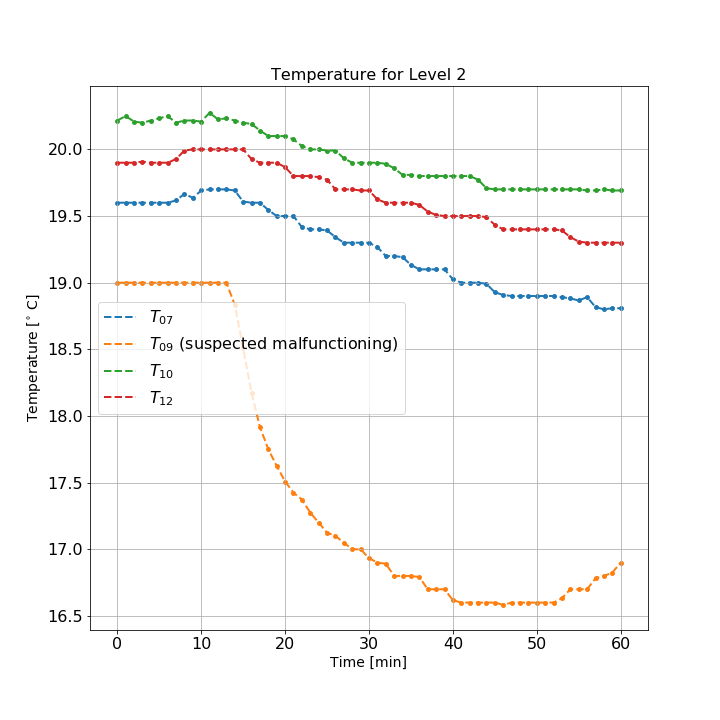 Temperature for Level 2
Temperature [° C]
20.0
19.5
19.0
18.5
18.0
17.5
17.0
16.5
T07
T09 (suspected malfunctioning)
T10
T12
0 10 20 30 40 50 60
Time [min]